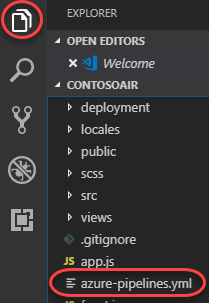 EXPLORER
OPEN EDITORS
Welcome
CONTOSOAIR
deployment
locales
public
scss
src
views
.gitignore
JS app.js
azure-pipelines.yml